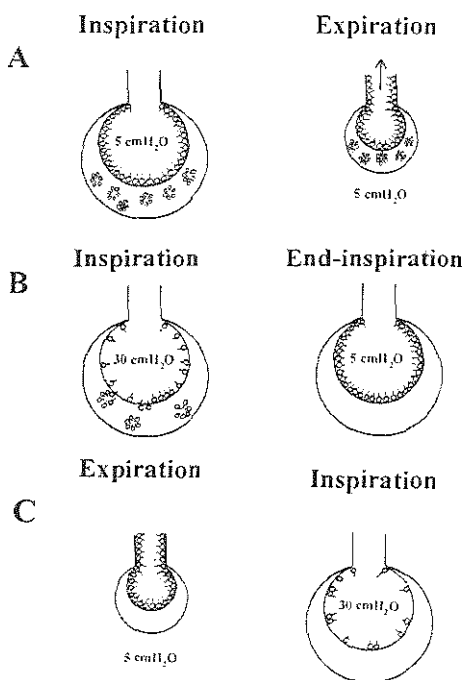 Inspiration Expiration
A
5 cmH2O
5 cmH2O
Inspiration End-inspiration
B
30 cmH2O 5 cmH2O
Expiration Inspiration
C
30 cmH2O
5 cmH2O